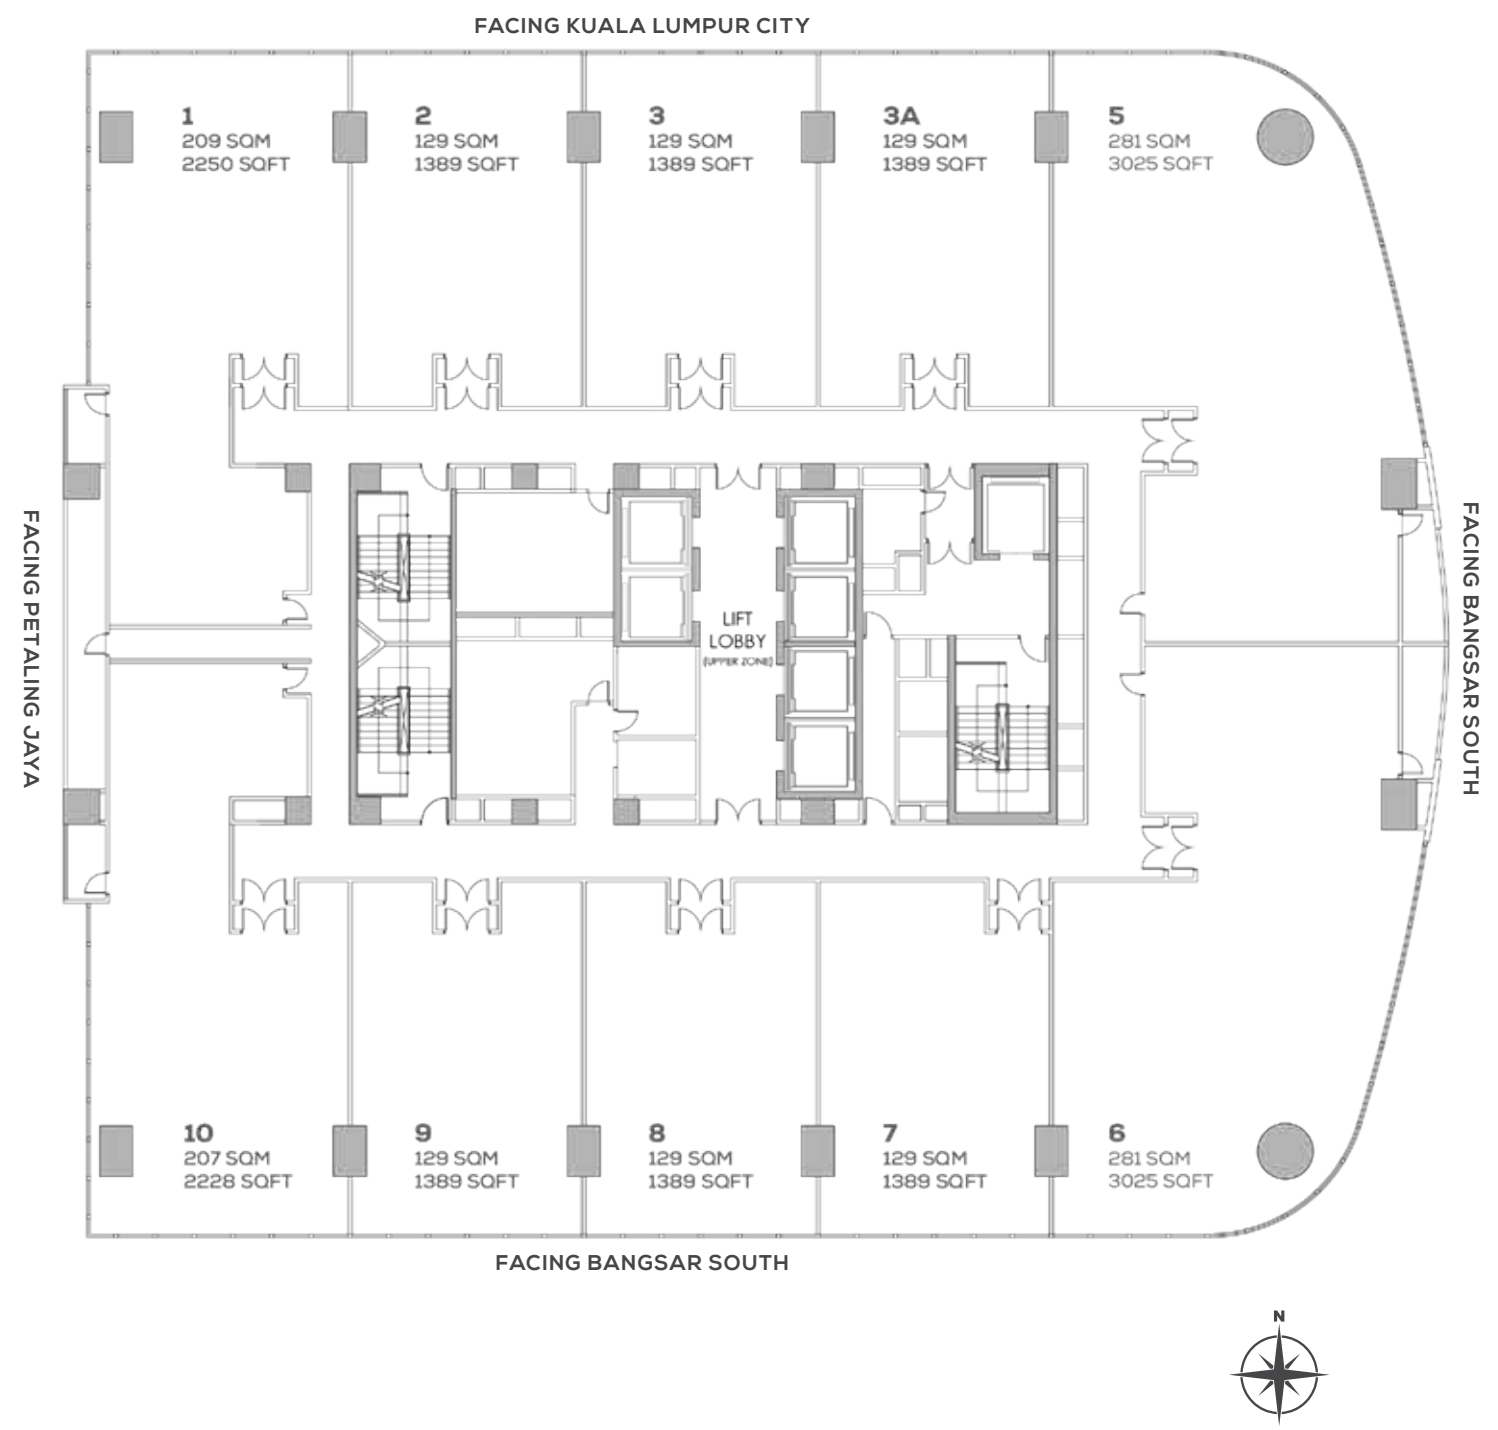 FACING KUALA LUMPUR CITY
1
209 SQM
2250 SQFT
2
129 SQM
1389 SQFT
3
129 SQM
1389 SQFT
3A
129 SQM
1389 SQFT
5
281 SQM
3025 SQFT
FACING PETALING JAYA
LIFT
LOBBY
(UPPER ZONE)
FACING BANGSAR SOUTH
10
207 SQM
2228 SQFT
9
129 SQM
1389 SQFT
8
129 SQM
1389 SQFT
7
129 SQM
1389 SQFT
6
281 SQM
3025 SQFT
FACING BANGSAR SOUTH
N